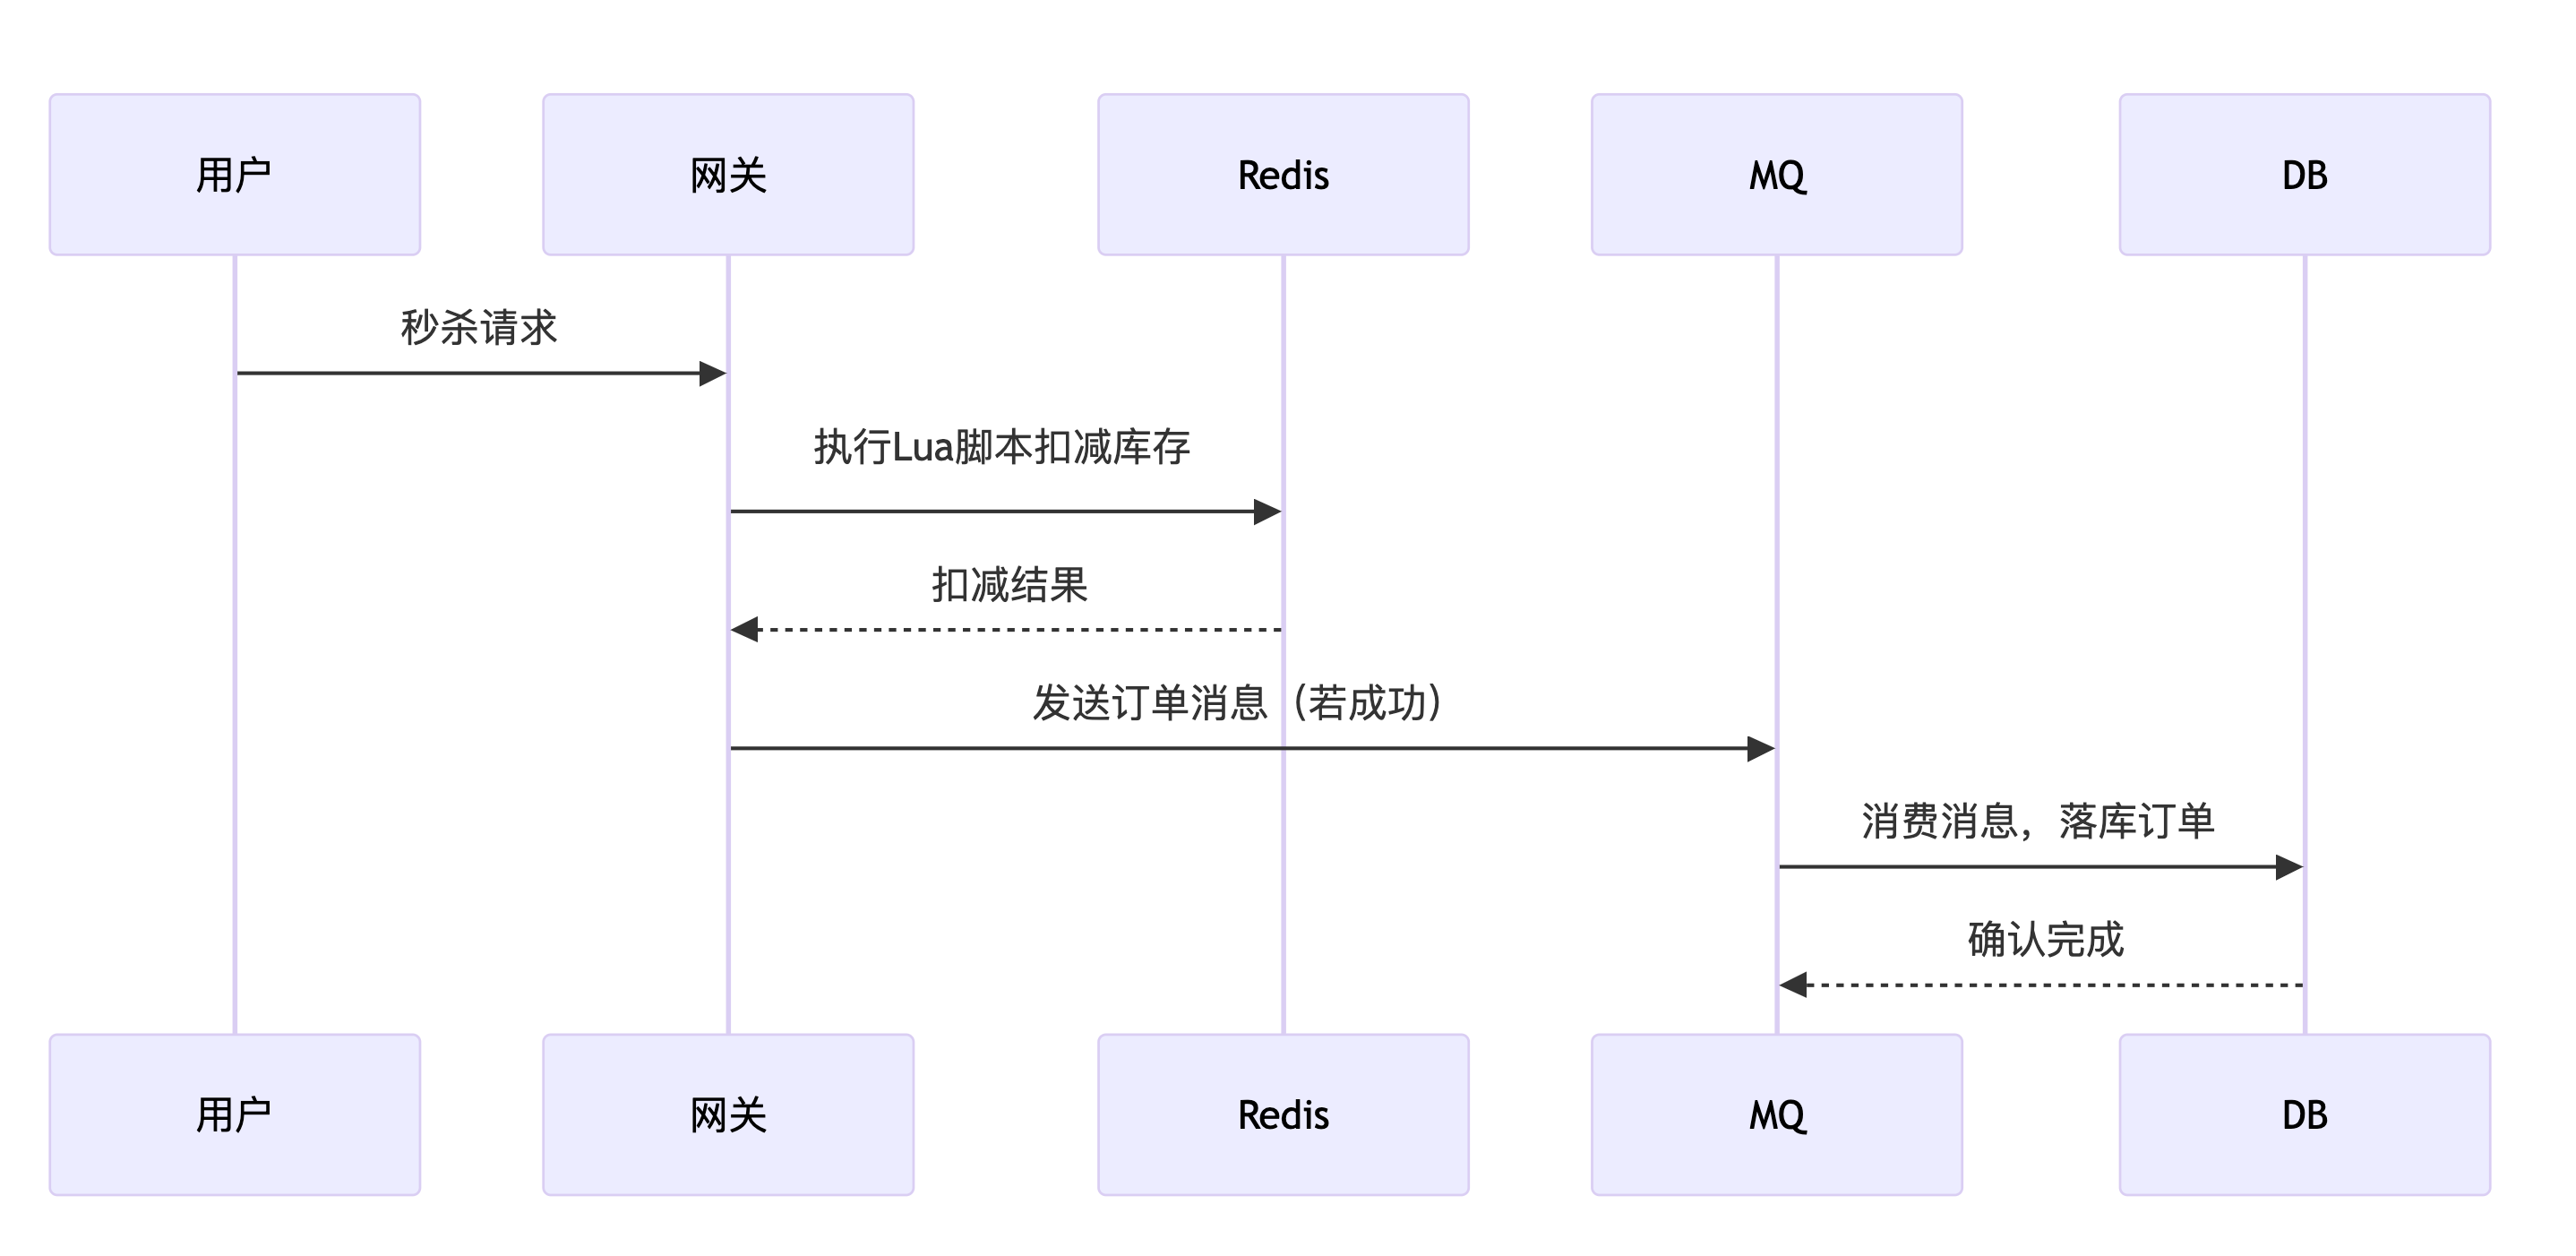 用户
网关
Redis
MQ
DB
秒杀请求
执行Lua脚本扣减库存
扣减结果
发送订单消息（若成功）
消费消息，落库订单
确认完成
用户
网关
Redis
MQ
DB